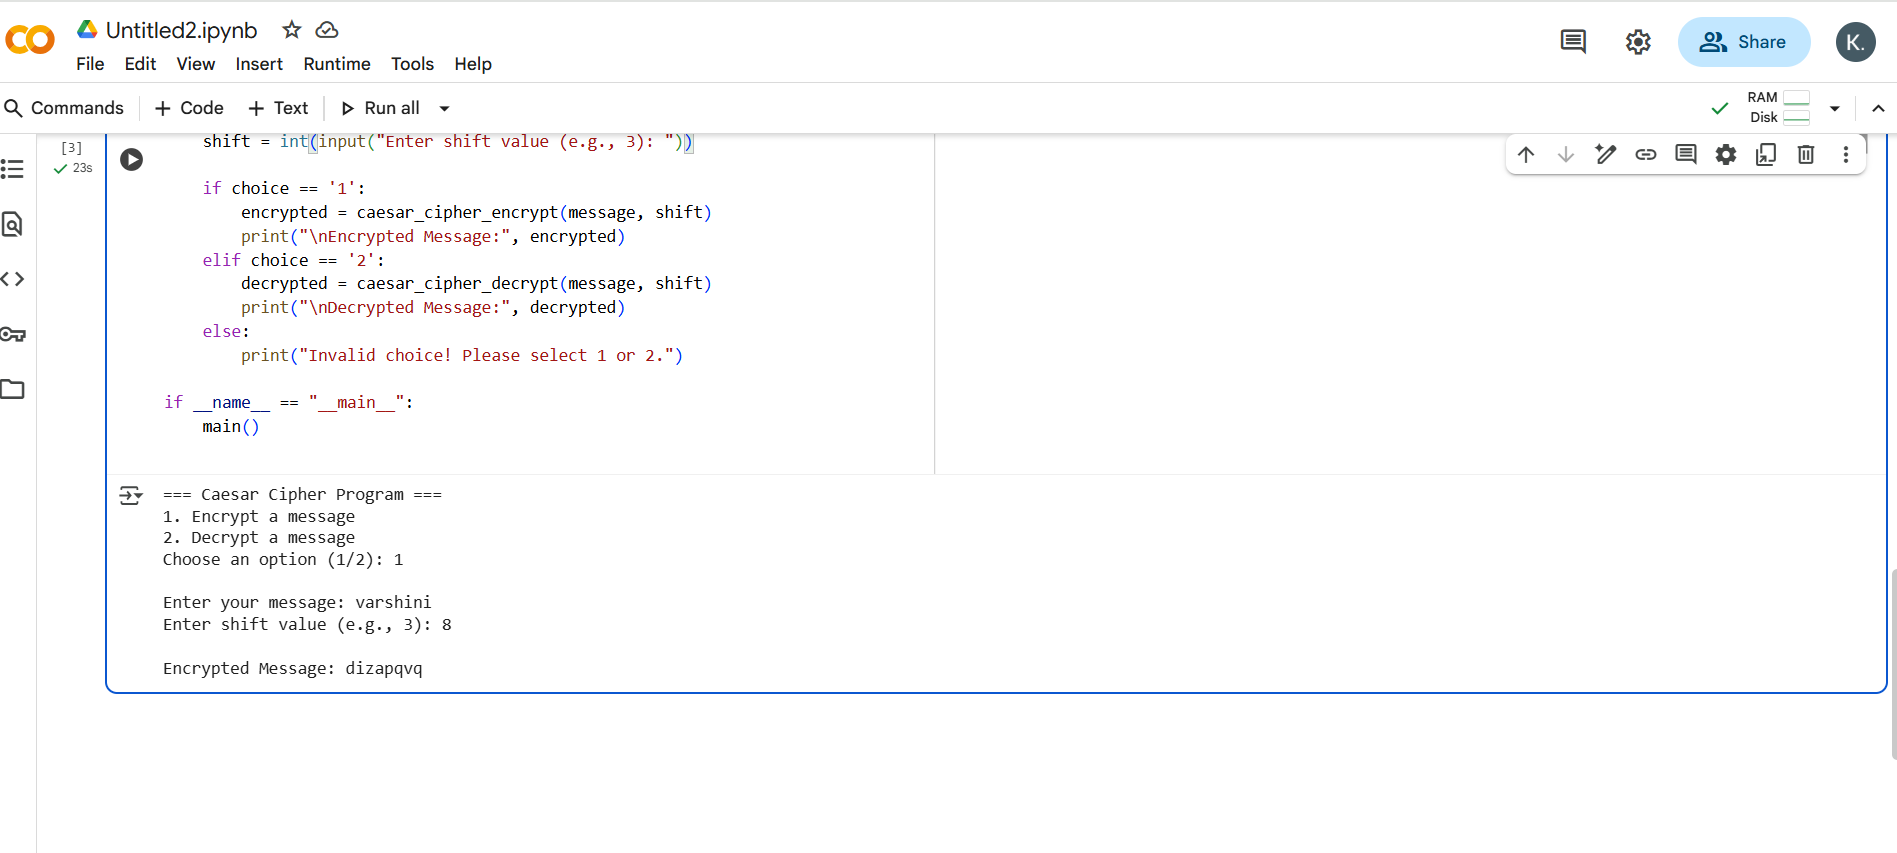 Untitled2.ipynb
File Edit View Insert Runtime Tools Help
Share
K.
Commands + Code + Text Run all
RAM
Disk
[3]
23s
    shift = int(input("Enter shift value (e.g., 3): "))

    if choice == '1':
        encrypted = caesar_cipher_encrypt(message, shift)
        print("\nEncrypted Message:", encrypted)
    elif choice == '2':
        decrypted = caesar_cipher_decrypt(message, shift)
        print("\nDecrypted Message:", decrypted)
    else:
        print("Invalid choice! Please select 1 or 2.")

if __name__ == "__main__":
    main()

=== Caesar Cipher Program ===
1. Encrypt a message
2. Decrypt a message
Choose an option (1/2): 1

Enter your message: varshini
Enter shift value (e.g., 3): 8

Encrypted Message: dizapqvq